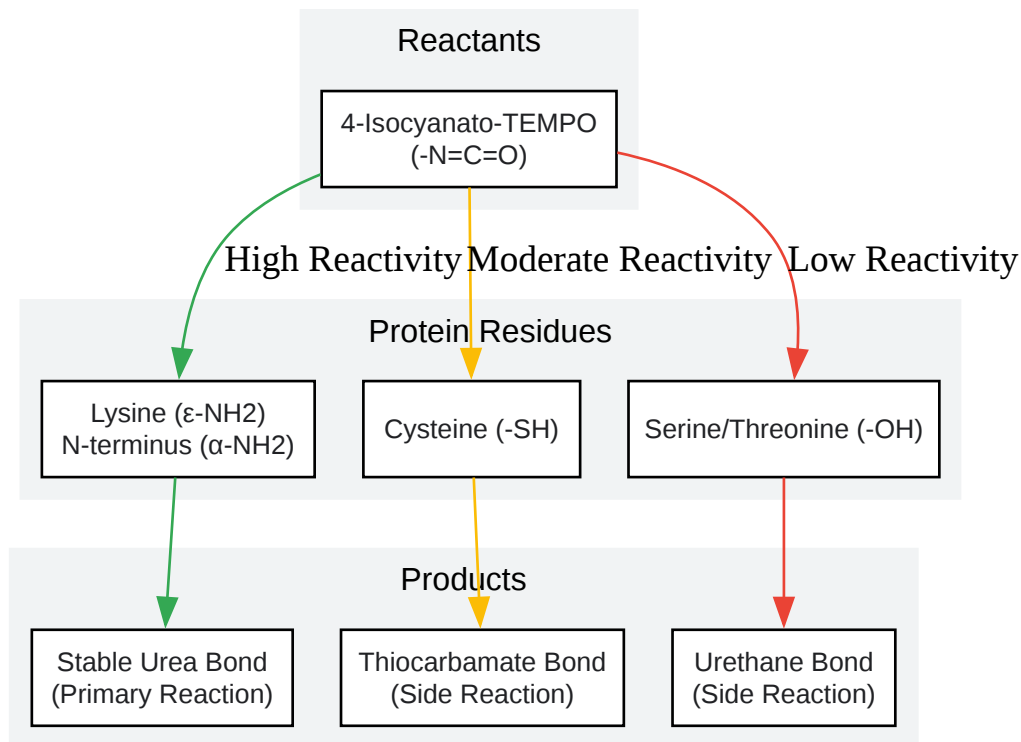 Reactants
4-Isocyanato-TEMPO
(-N=C=O)
High Reactivity
Moderate Reactivity
Low Reactivity
Protein Residues
Lysine (ε-NH2)
N-terminus (α-NH2)
Cysteine (-SH)
Serine/Threonine (-OH)
Products
Stable Urea Bond
(Primary Reaction)
Thiocarbamate Bond
(Side Reaction)
Urethane Bond
(Side Reaction)